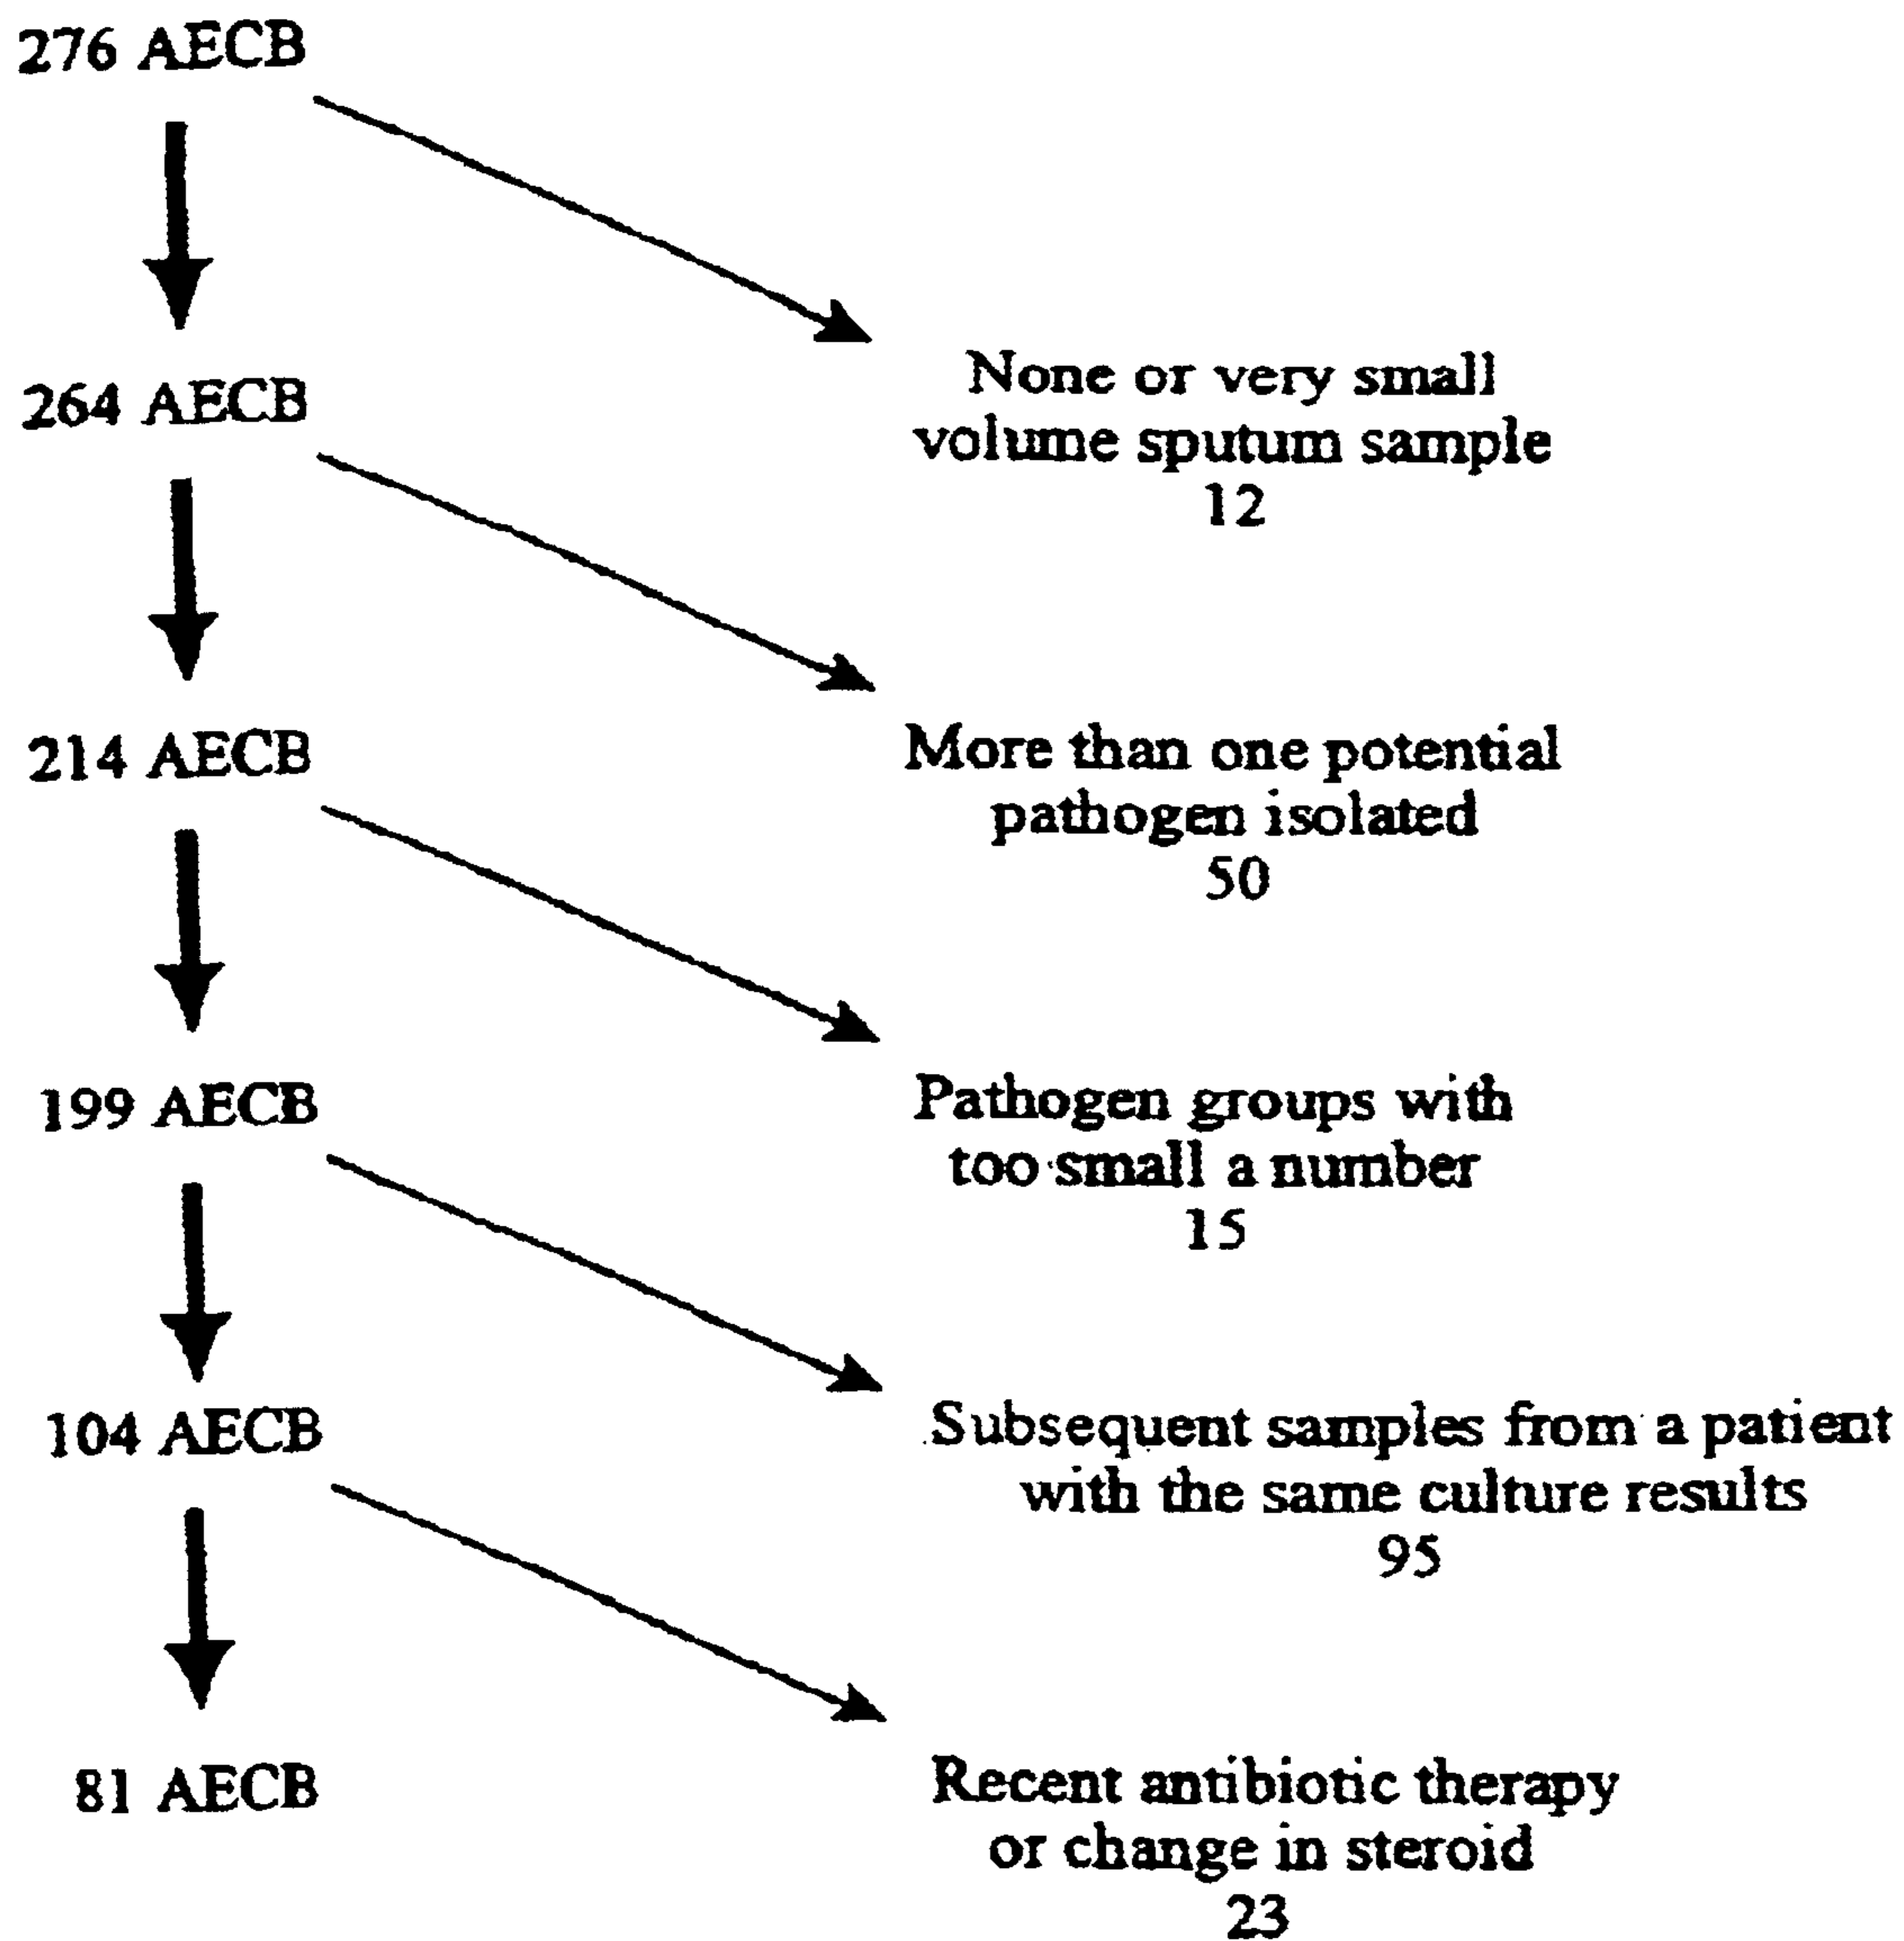 276 AECB
None or very small
volume sputum sample
12
264 AECB
More than one potential
pathogen isolated
50
214 AECB
Pathogen groups with
too small a number
15
199 AECB
Subsequent samples from a patient
with the same culture results
95
104 AECB
Recent antibiotic therapy
or change in steroid
23
81 AECB